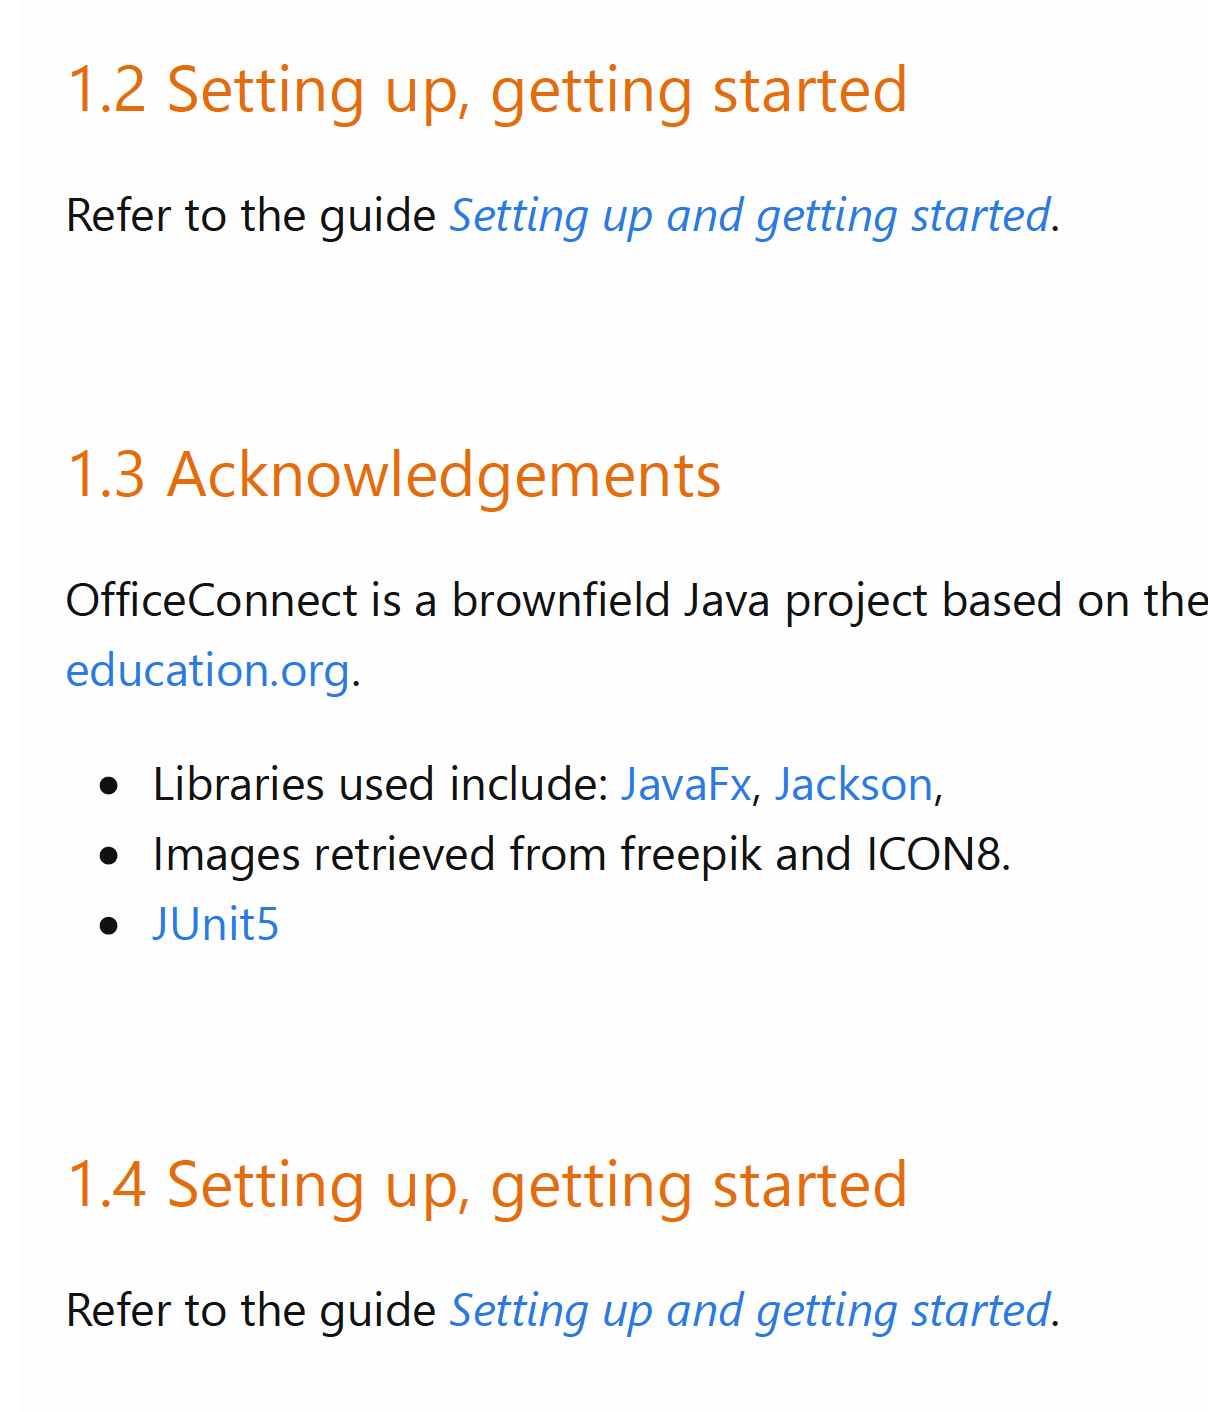 1.2 Setting up, getting started
Refer to the guide Setting up and getting started.
1.3 Acknowledgements
OfficeConnect is a brownfield Java project based on the
education.org.
• Libraries used include: JavaFx, Jackson,
• Images retrieved from freepik and ICON8.
• JUnit5
1.4 Setting up, getting started
Refer to the guide Setting up and getting started.